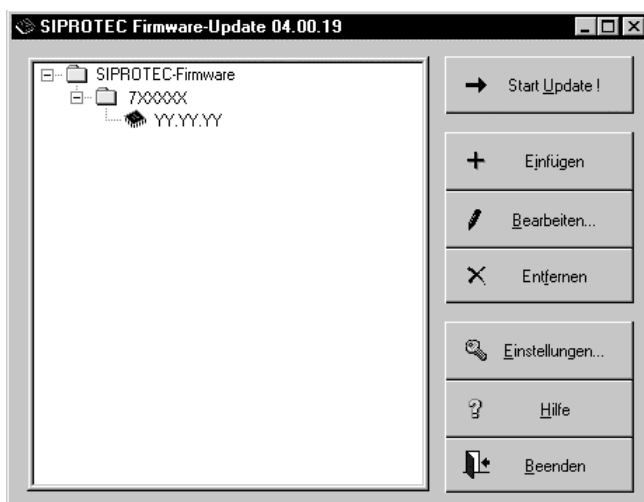 SIPROTEC Firmware-Update 04.00.19
SIPROTEC-Firmware
7XXXXX
YY.YY.YY
Start Update !
Einfügen
Bearbeiten...
Entfernen
Einstellungen...
Hilfe
Beenden